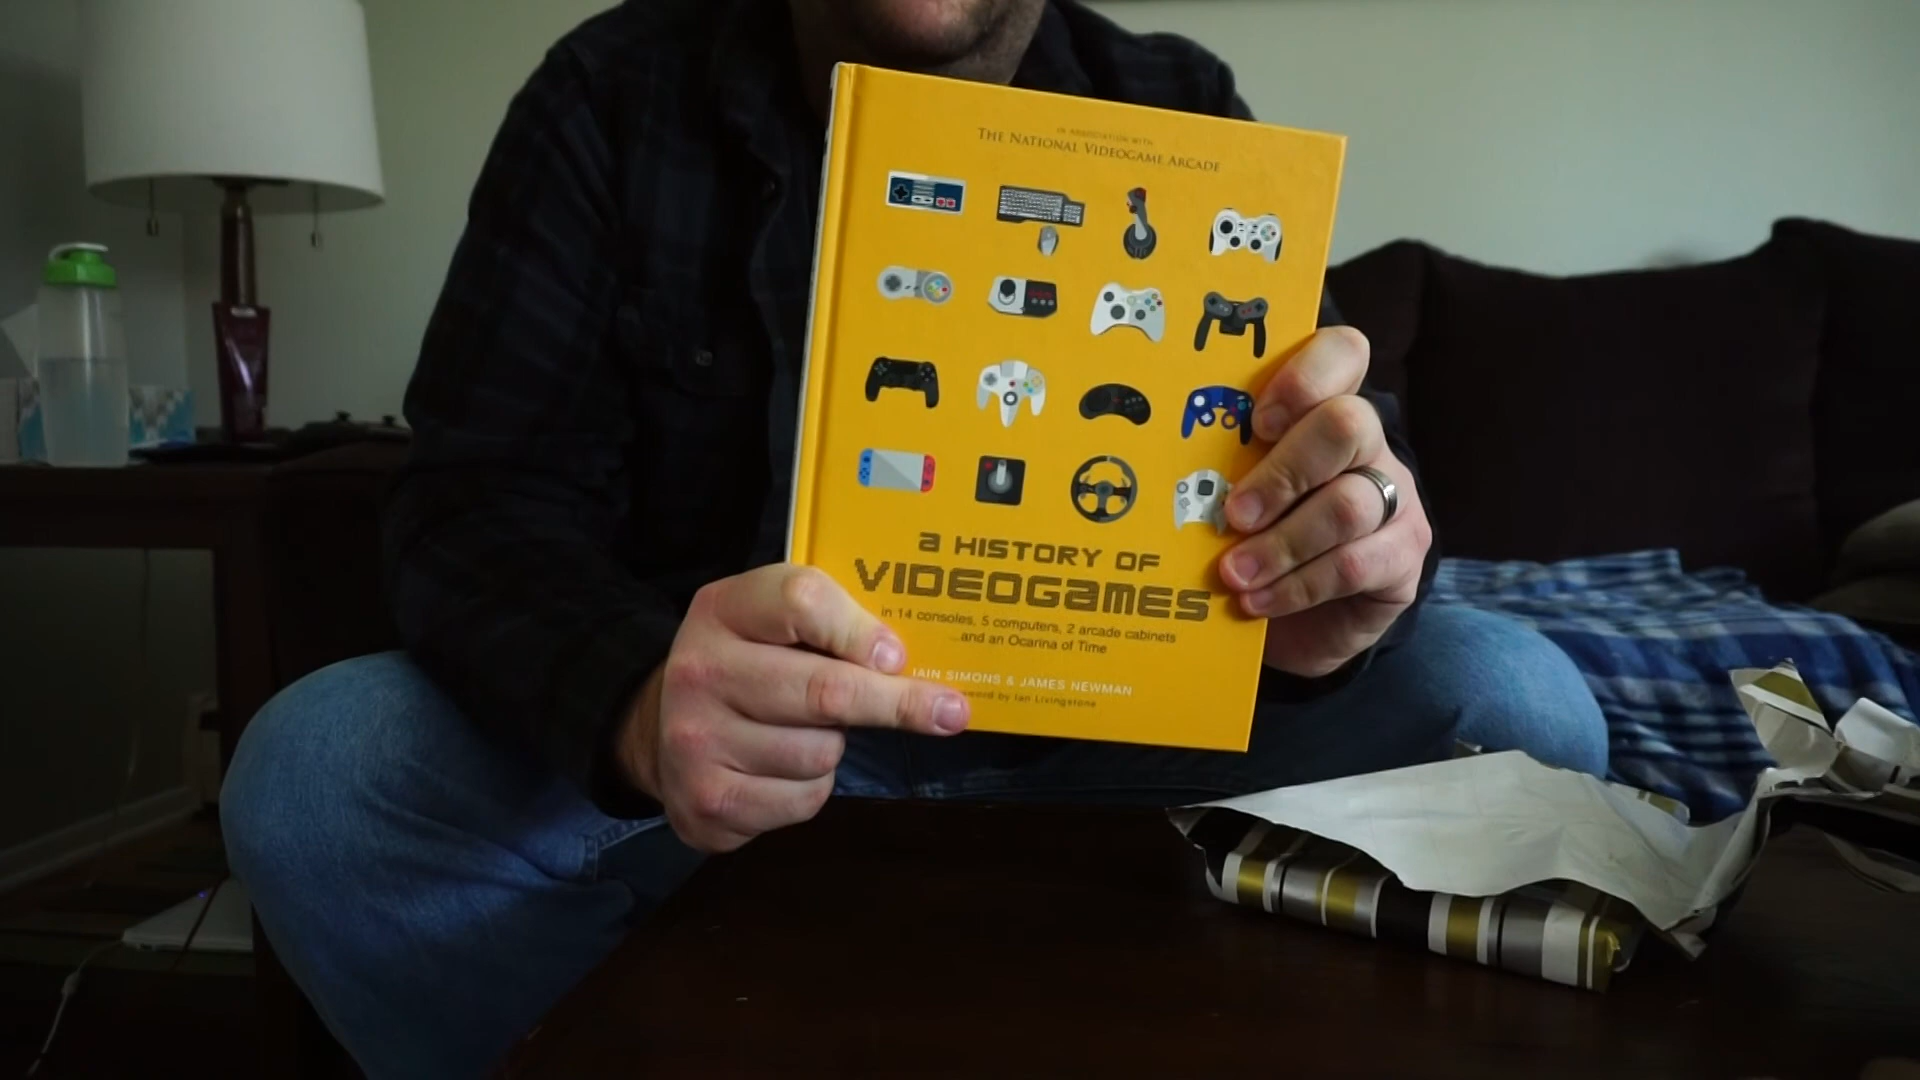 IN ASSOCIATION WITH
THE NATIONAL VIDEOGAME ARCADE
a HISTORY OF
VIDEOGaMES
in 14 consoles, 5 computers, 2 arcade cabinets
...and an Ocarina of Time
IAIN SIMONS & JAMES NEWMAN
by Ian Livingstone